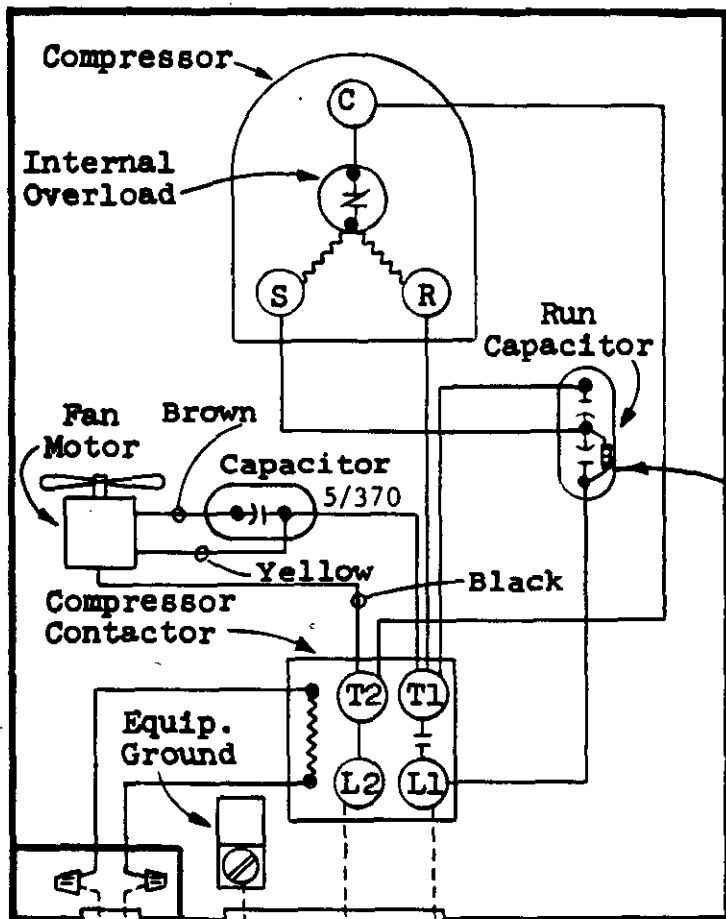 Compressor
C
Internal
Overload
S
R
Run
Capacitor
Fan
Motor
Brown
Capacitor
5/370
Yellow
Black
Compressor
Contactor
T2
T1
Equip.
Ground
L2
L1